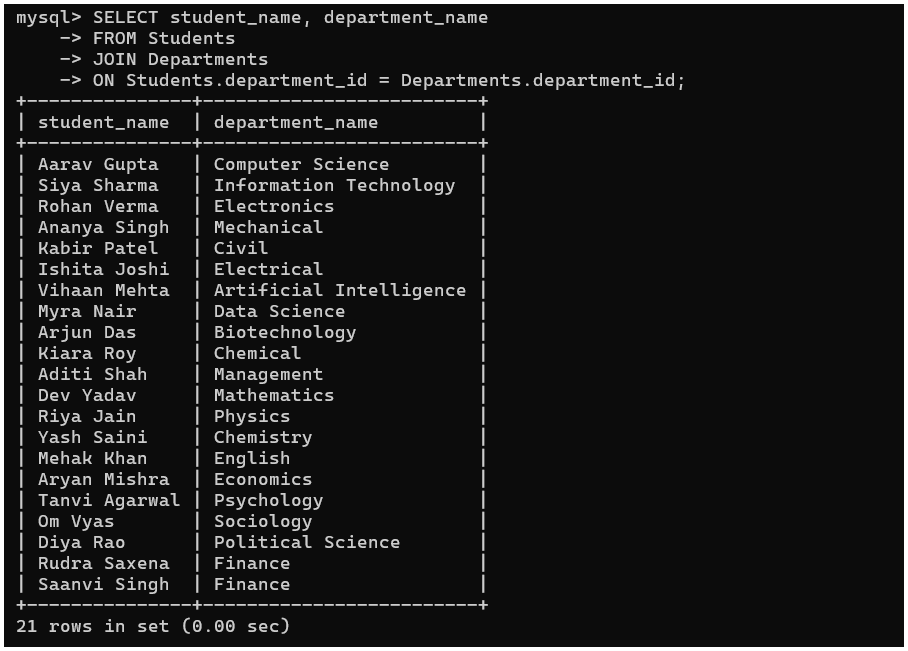 mysql> SELECT student_name, department_name
    -> FROM Students
    -> JOIN Departments
    -> ON Students.department_id = Departments.department_id;
+---------------+-------------------------+
| student_name  | department_name         |
+---------------+-------------------------+
| Aarav Gupta   | Computer Science        |
| Siya Sharma   | Information Technology  |
| Rohan Verma   | Electronics             |
| Ananya Singh  | Mechanical              |
| Kabir Patel   | Civil                   |
| Ishita Joshi  | Electrical              |
| Vihaan Mehta  | Artificial Intelligence |
| Myra Nair     | Data Science            |
| Arjun Das     | Biotechnology           |
| Kiara Roy     | Chemical                |
| Aditi Shah    | Management              |
| Dev Yadav     | Mathematics             |
| Riya Jain     | Physics                 |
| Yash Saini    | Chemistry               |
| Mehak Khan    | English                 |
| Aryan Mishra  | Economics               |
| Tanvi Agarwal | Psychology              |
| Om Vyas       | Sociology               |
| Diya Rao      | Political Science       |
| Rudra Saxena  | Finance                 |
| Saanvi Singh  | Finance                 |
+---------------+-------------------------+
21 rows in set (0.00 sec)